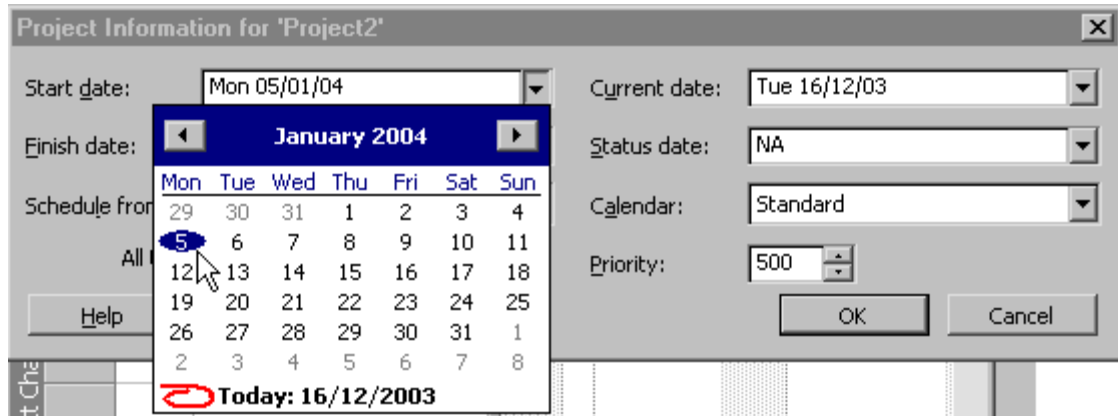 Project Information for 'Project2'
Start date: Mon 05/01/04 Current date: Tue 16/12/03
January 2004
Finish date: Status date: NA
Mon Tue Wed Thu Fri Sat Sun
Schedule from Calendar: Standard
29 30 31 1 2 3 4
5 6 7 8 9 10 11
All Priority: 500
12 13 14 15 16 17 18
19 20 21 22 23 24 25
Help OK Cancel
26 27 28 29 30 31 1
2 3 4 5 6 7 8
Today: 16/12/2003